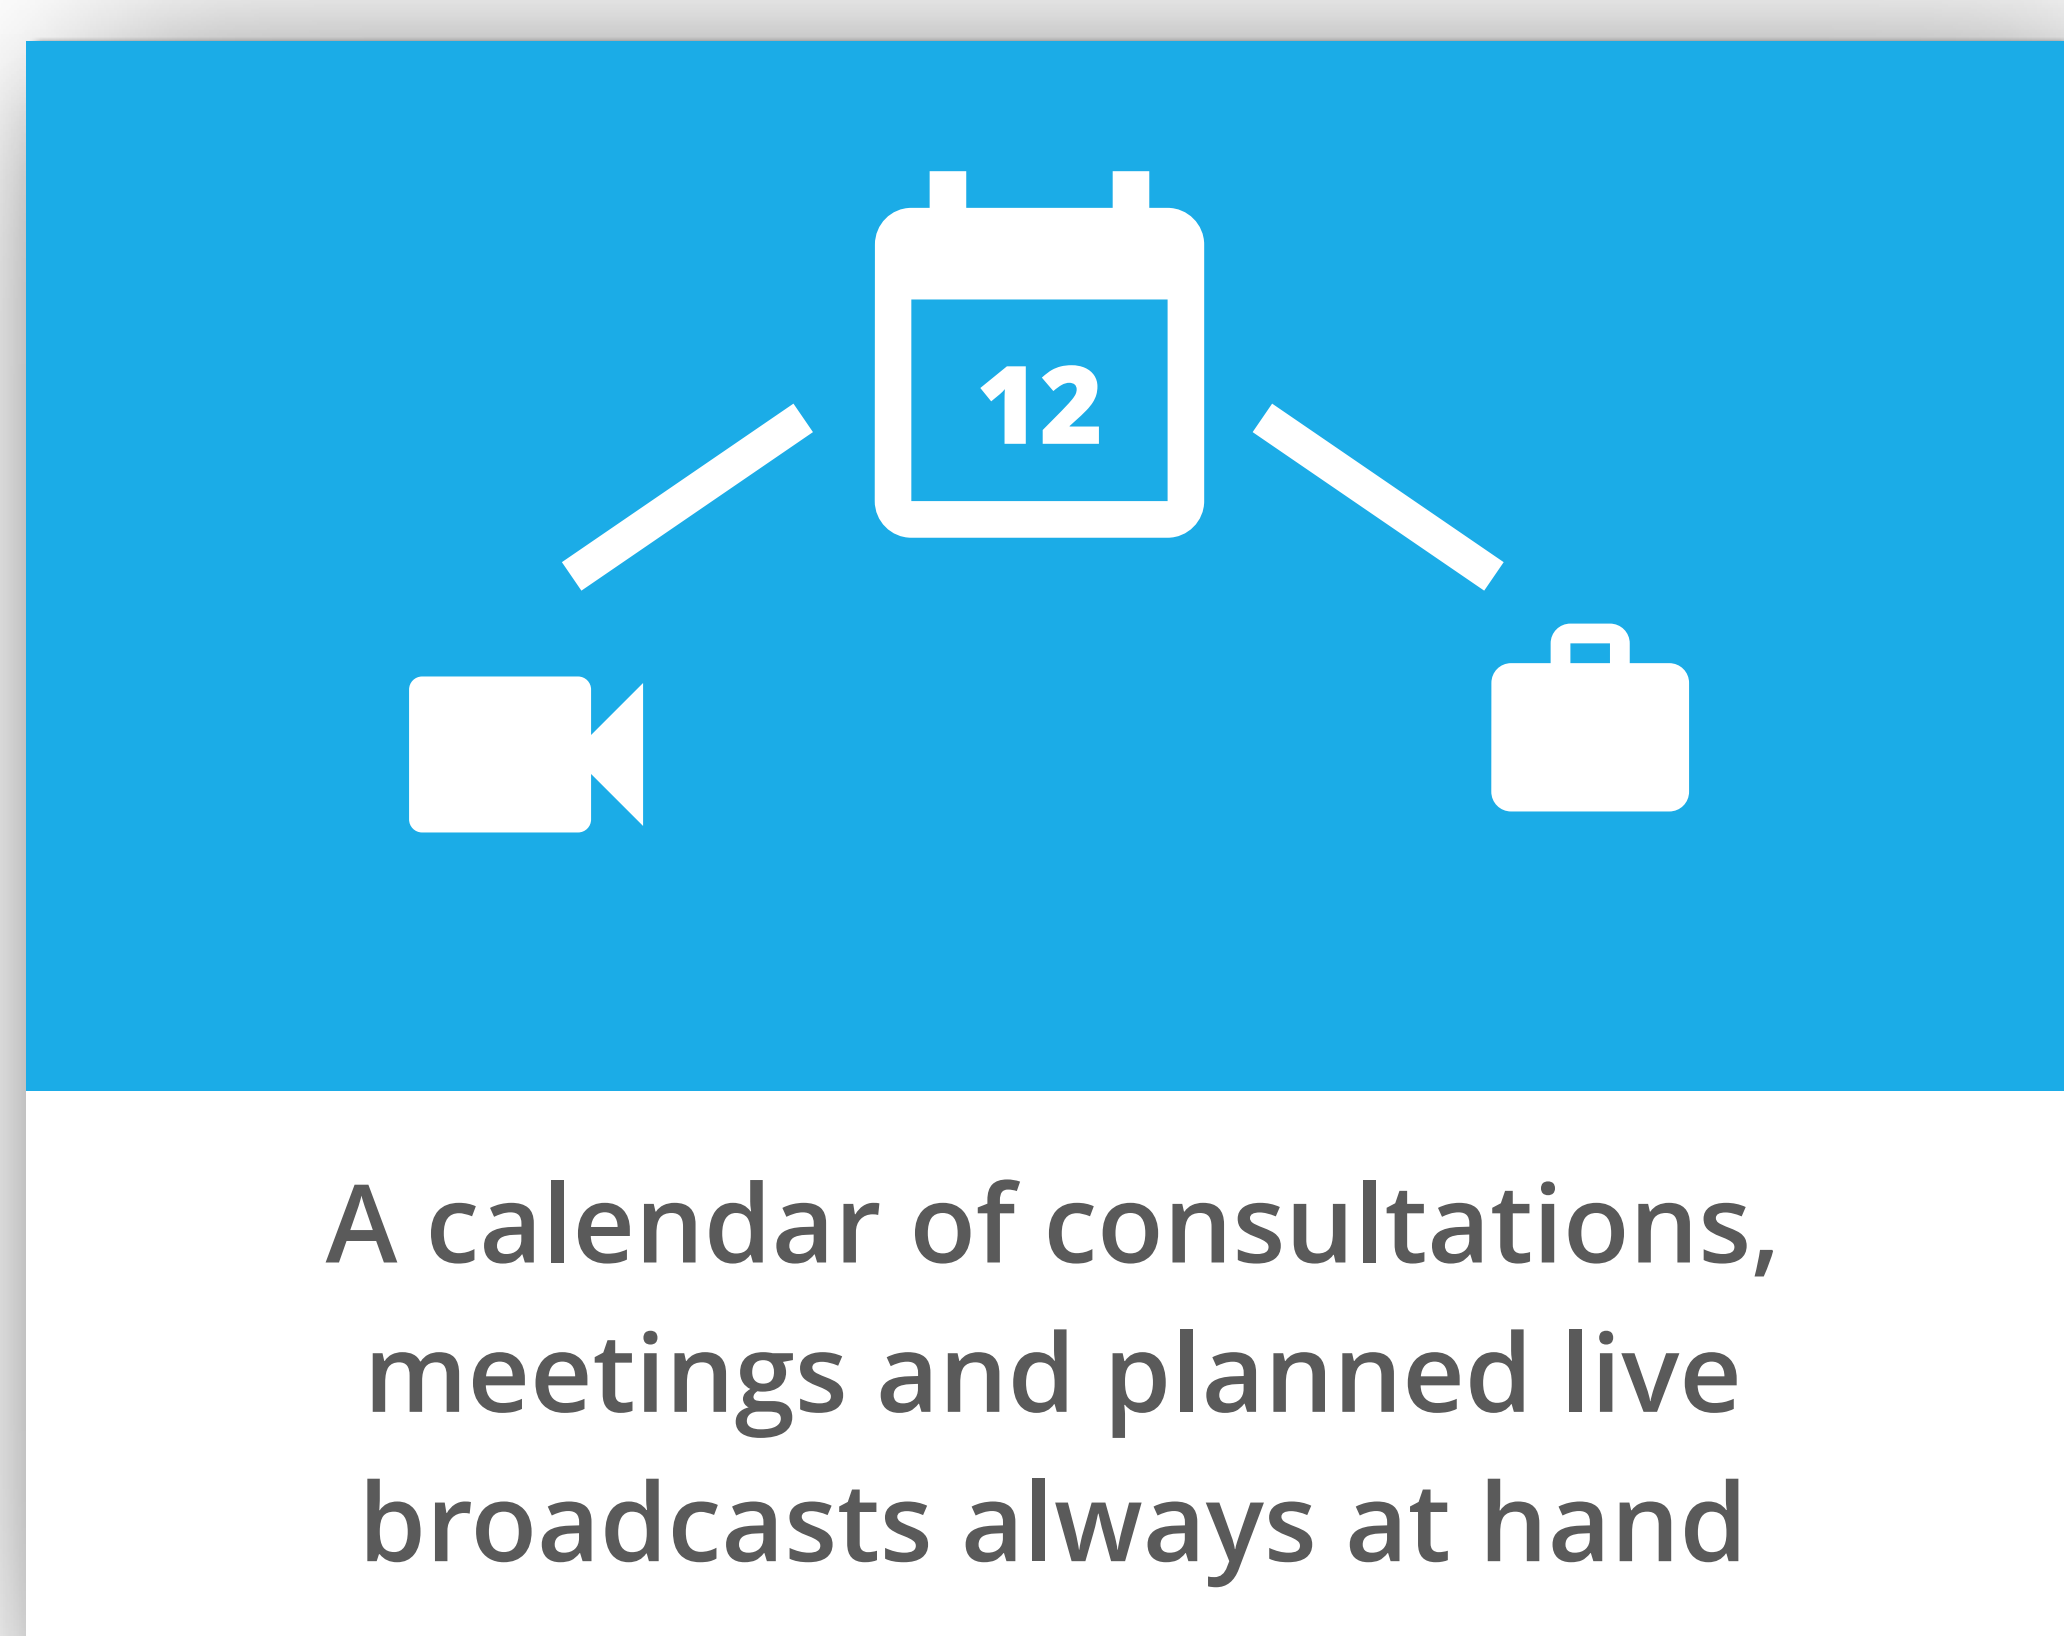 12
A calendar of consultations,
meetings and planned live
broadcasts always at hand